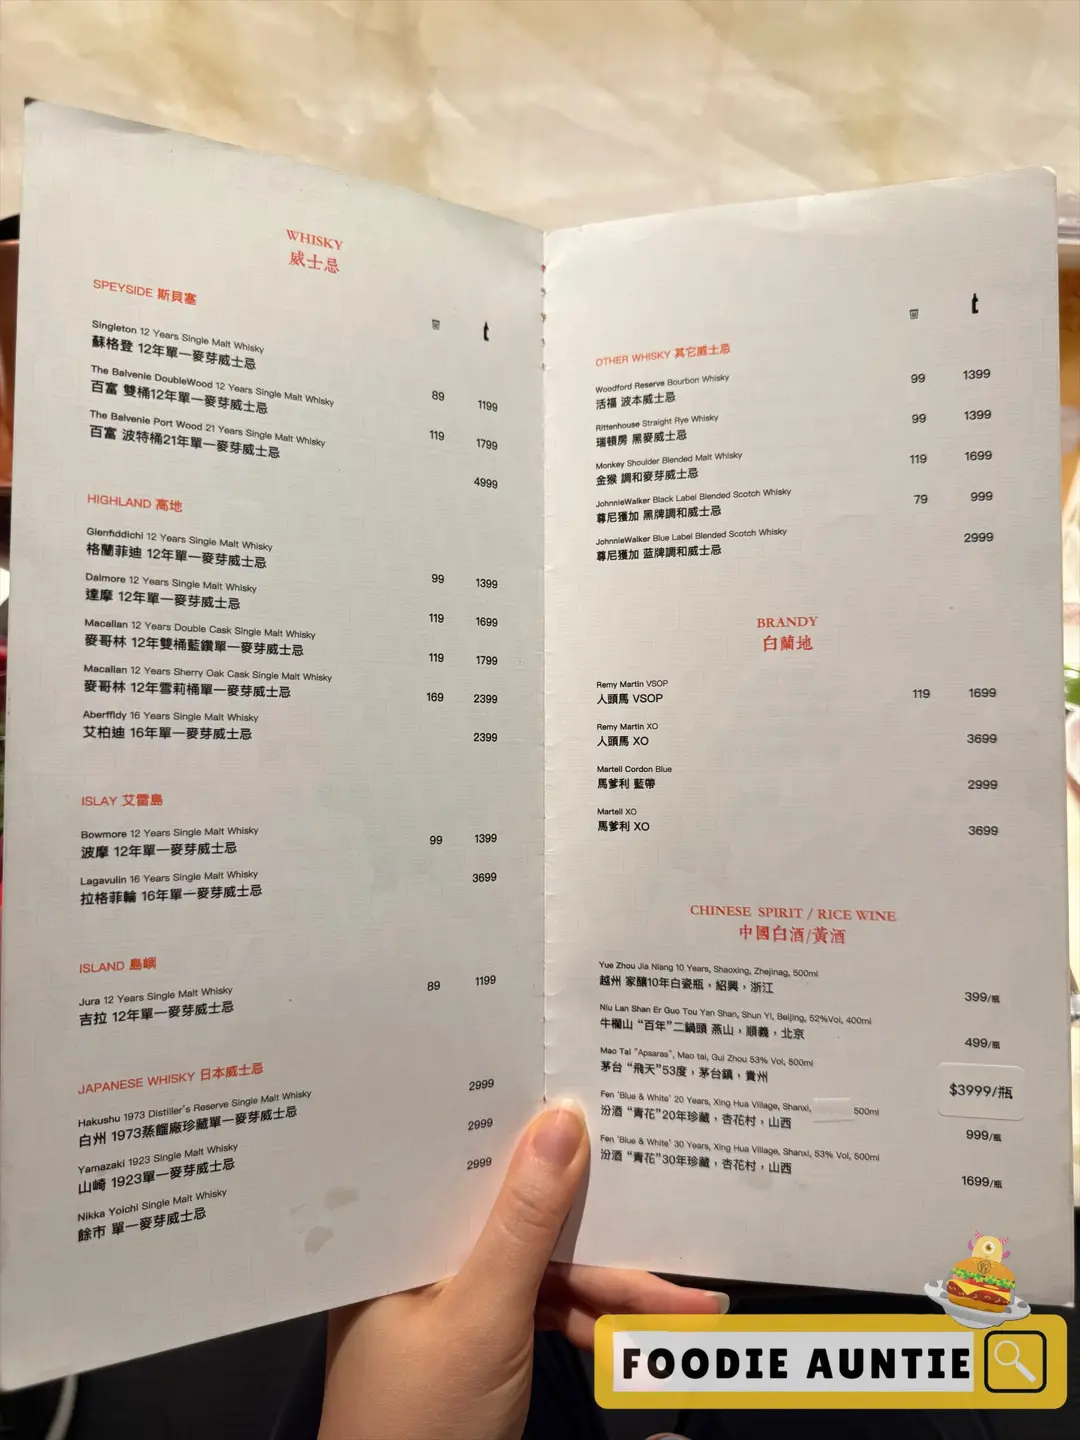 WHISKY
威士忌
SPEYSIDE 斯貝塞
Singleton 12 Years Single Malt Whisky
蘇格登 12年單一麥芽威士忌
89 1199
The Balvenie DoubleWood 12 Years Single Malt Whisky
百富 雙桶12年單一麥芽威士忌
119 1799
The Balvenie Port Wood 21 Years Single Malt Whisky
百富 波特桶21年單一麥芽威士忌
4999
HIGHLAND 高地
Glenfiddichi 12 Years Single Malt Whisky
格蘭菲迪 12年單一麥芽威士忌
99 1399
Dalmore 12 Years Single Malt Whisky
達摩 12年單一麥芽威士忌
119 1699
Macallan 12 Years Double Cask Single Malt Whisky
麥哥林 12年雙桶藍鑽單一麥芽威士忌
119 1799
Macallan 12 Years Sherry Oak Cask Single Malt Whisky
麥哥林 12年雪莉桶單一麥芽威士忌
169 2399
Aberffldy 16 Years Single Malt Whisky
艾柏迪 16年單一麥芽威士忌
2399
ISLAY 艾雷島
Bowmore 12 Years Single Malt Whisky
波摩 12年單一麥芽威士忌
99 1399
Lagavulin 16 Years Single Malt Whisky
拉格菲輪 16年單一麥芽威士忌
3699
ISLAND 島嶼
Jura 12 Years Single Malt Whisky
吉拉 12年單一麥芽威士忌
89 1199
JAPANESE WHISKY 日本威士忌
Hakushu 1973 Distiller's Reserve Single Malt Whisky
白州 1973蒸餾廠珍藏單一麥芽威士忌
2999
Yamazaki 1923 Single Malt Whisky
山崎 1923單一麥芽威士忌
2999
Nikka Yoichi Single Malt Whisky
餘市 單一麥芽威士忌
2999
OTHER WHISKY 其它威士忌
Woodford Reserve Bourbon Whisky
活福 波本威士忌
99 1399
Rittenhouse Straight Rye Whisky
瑞頓房 黑麥威士忌
99 1399
Monkey Shoulder Blended Malt Whisky
金猴 調和麥芽威士忌
119 1699
JohnnieWalker Black Label Blended Scotch Whisky
尊尼獲加 黑牌調和威士忌
79 999
JohnnieWalker Blue Label Blended Scotch Whisky
尊尼獲加 蓝牌調和威士忌
2999
BRANDY
白蘭地
Remy Martin VSOP
人頭馬 VSOP
119 1699
Remy Martin XO
人頭馬 XO
3699
Martell Cordon Blue
馬爹利 藍帶
2999
Martell XO
馬爹利 XO
3699
CHINESE SPIRIT / RICE WINE
中國白酒/黃酒
Yue Zhou Jia Niang 10 Years, Shaoxing, Zhejinag, 500ml
越州 家釀10年白瓷瓶，紹興，浙江
399/瓶
Niu Lan Shan Er Guo Tou Yan Shan, Shun Yi, Beijing, 52%Vol, 400ml
牛欄山 “百年”二鍋頭 燕山，順義，北京
499/瓶
Mao Tai "Apsaras", Mao tai, Gui Zhou 53% Vol, 500ml
茅台 “飛天”53度，茅台鎮，貴州
$3999/瓶
Fen 'Blue & White' 20 Years, Xing Hua Village, Shanxi, 500ml
汾酒 “青花”20年珍藏，杏花村，山西
999/瓶
Fen 'Blue & White' 30 Years, Xing Hua Village, Shanxi, 53% Vol, 500ml
汾酒 “青花”30年珍藏，杏花村，山西
1699/瓶
FOODIE AUNTIE